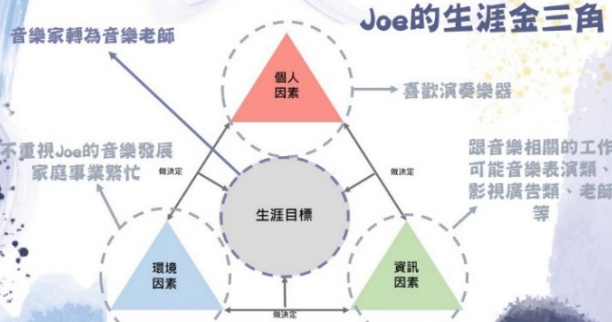 Joe的生涯金三角
音樂家轉為音樂老師
個人
因素
喜歡演奏樂器
不重視Joe的音樂發展
家庭事業繁忙
做決定
做決定
跟音樂相關的工作
可能音樂表演類、
影視廣告類、老師
等
生涯目標
環境
因素
資訊
因素
做決定